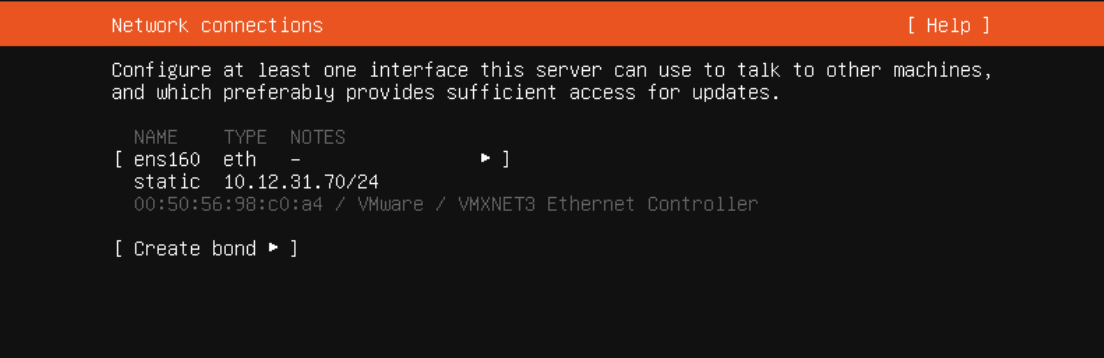 Network connections [ Help ]
Configure at least one interface this server can use to talk to other machines,
and which preferably provides sufficient access for updates.
NAME TYPE NOTES
[ ens160 eth - ▸ ]
static 10.12.31.70/24
00:50:56:98:c0:a4 / VMware / VMXNET3 Ethernet Controller
[ Create bond ▸ ]